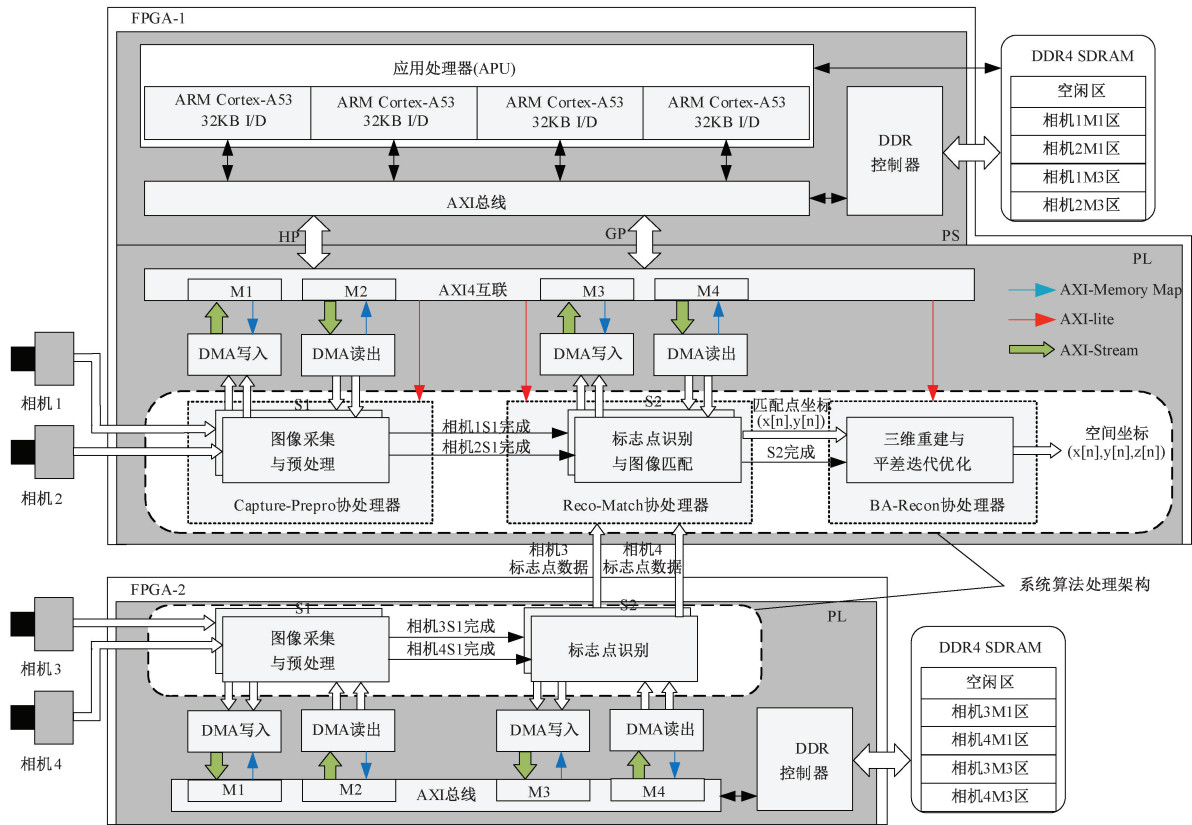 FPGA-1
应用处理器(APU)
ARM Cortex-A53
32KB I/D
ARM Cortex-A53
32KB I/D
ARM Cortex-A53
32KB I/D
ARM Cortex-A53
32KB I/D
DDR
控制器
AXI总线
HP
GP
PS
DDR4 SDRAM
空闲区
相机1M1区
相机2M1区
相机1M3区
相机2M3区
PL
AXI4互联
M1
M2
M3
M4
AXI-Memory Map
AXI-lite
AXI-Stream
DMA写入
DMA读出
DMA写入
DMA读出
相机1
相机2
S1
图像采集
与预处理
Capture-Prepro协处理器
相机1S1完成
相机2S1完成
S2
标志点识别
与图像匹配
Reco-Match协处理器
匹配点坐标
(x[n],y[n])
S2完成
三维重建与
平差迭代优化
BA-Recon协处理器
空间坐标
(x[n],y[n],z[n])
相机3
标志点数据
相机4
标志点数据
系统算法处理架构
FPGA-2
PL
相机3
相机4
S1
图像采集
与预处理
相机3S1完成
相机4S1完成
S2
标志点识别
DMA写入
DMA读出
DMA写入
DMA读出
M1
M2
AXI总线
M3
M4
DDR
控制器
DDR4 SDRAM
空闲区
相机3M1区
相机4M1区
相机3M3区
相机4M3区